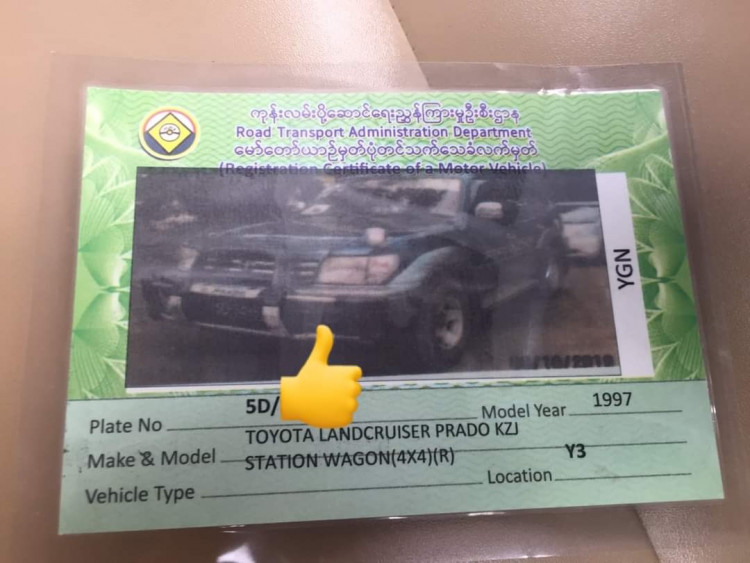 ကုန်းလမ်းပို့ဆောင်ရေးညွှန်ကြားမှုဦးစီးဌာန
Road Transport Administration Department
မော်တော်ယာဉ်မှတ်ပုံတင်သက်သေခံလက်မှတ်
(Registration Certificate of a Motor Vehicle)
YGN
/10/2019
Plate No 5D/ Model Year 1997
Make & Model TOYOTA LANDCRUISER PRADO KZJ
Vehicle Type STATION WAGON(4X4)(R) Location Y3